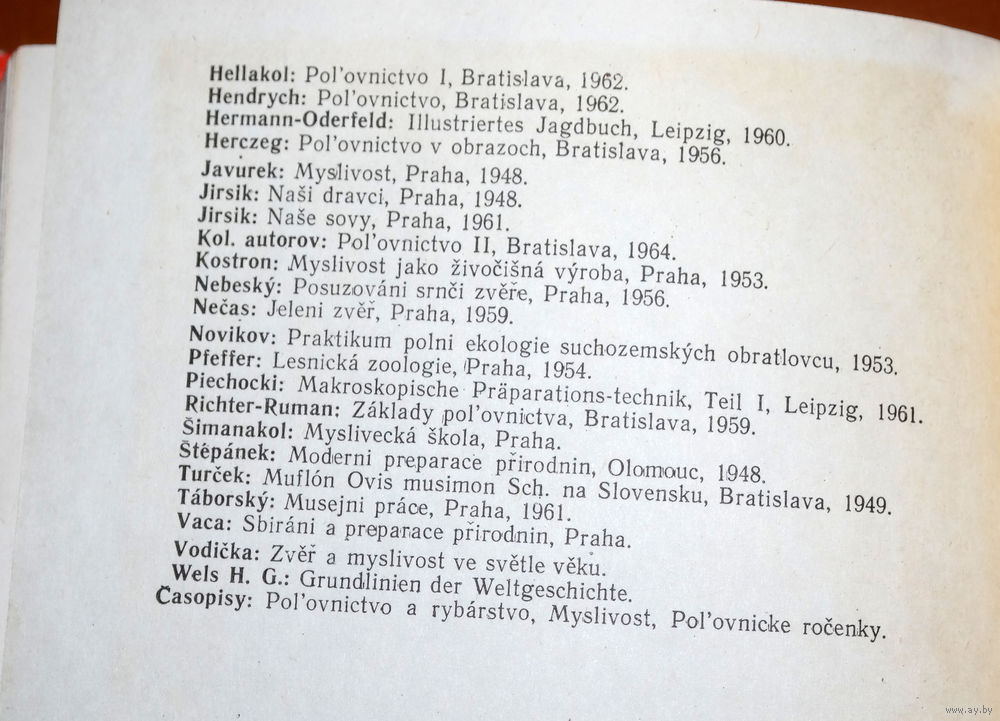 Hellakol: Pol'ovnictvo I, Bratislava, 1962.
Hendrych: Pol'ovnictvo, Bratislava, 1962.
Hermann-Oderfeld: Illustriertes Jagdbuch, Leipzig, 1960.
Herczeg: Pol'ovnictvo v obrazoch, Bratislava, 1956.
Javůrek: Myslivost, Praha, 1948.
Jirsik: Naši dravci, Praha, 1948.
Jirsik: Naše sovy, Praha, 1961.
Kol. autorov: Pol'ovnictvo II, Bratislava, 1964.
Kostron: Myslivost jako živočišná výroba, Praha, 1953.
Nebeský: Posuzováni srnči zvěře, Praha, 1956.
Nečas: Jeleni zvěř, Praha, 1959.
Novikov: Praktikum polni ekologie suchozemských obratlovcu, 1953.
Pfeffer: Lesnická zoologie, Praha, 1954.
Piechocki: Makroskopische Präparations-technik, Teil I, Leipzig, 1961.
Richter-Ruman: Základy pol'ovnictva, Bratislava, 1959.
Šimanakol: Myslivecká škola, Praha.
Štěpánek: Moderni preparace přirodnin, Olomouc, 1948.
Turček: Muflón Ovis musimon Sch. na Slovensku, Bratislava, 1949.
Táborský: Musejni práce, Praha, 1961.
Vaca: Sbiráni a preparace přirodnin, Praha.
Vodička: Zvěř a myslivost ve světle věků.
Wels H. G.: Grundlinien der Weltgeschichte.
Časopisy: Pol'ovnictvo a rybárstvo, Myslivost, Pol'ovnicke ročenky.
www.ay.by